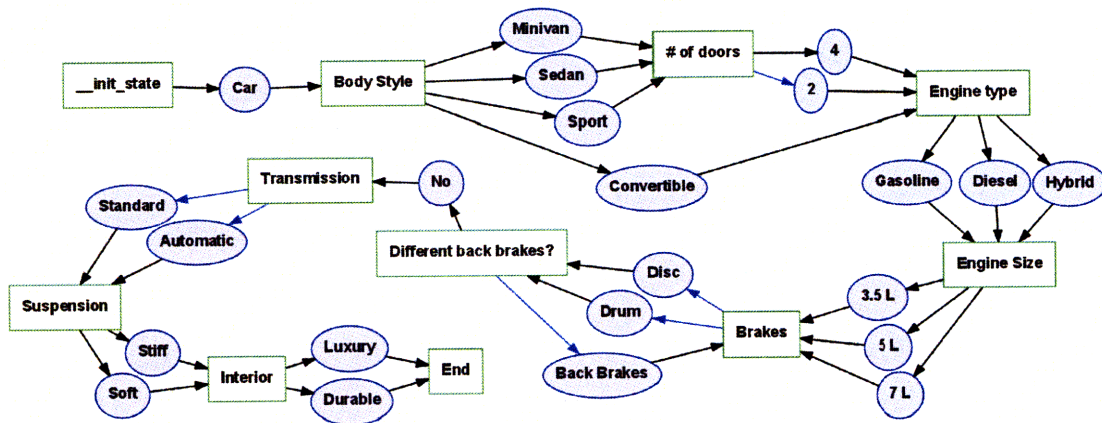 __init_state
Car
Body Style
Minivan
Sedan
Sport
Convertible
# of doors
4
2
Engine type
Gasoline
Diesel
Hybrid
Engine Size
3.5 L
5 L
7 L
Brakes
Disc
Drum
Back Brakes
Different back brakes?
No
Transmission
Standard
Automatic
Suspension
Stiff
Soft
Interior
Luxury
Durable
End